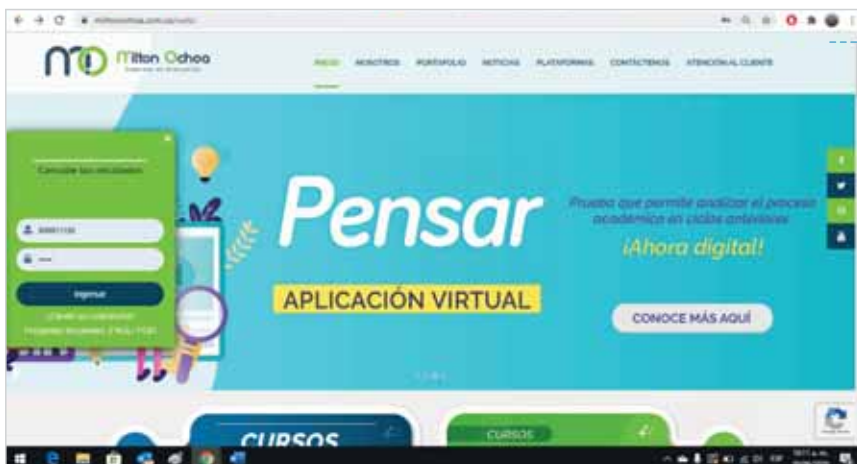 Milton Ochoa
INICIO NOSOTROS PORTAFOLIO NOTICIAS PLATAFORMAS CONTÁCTENOS ATENCIÓN AL CLIENTE
Consulte sus resultados
Ingresar
Pensar
APLICACIÓN VIRTUAL
Prueba que permite analizar el proceso
académico en ciclos anteriores
¡Ahora digital!
CONOCE MÁS AQUÍ
CURSOS
CURSOS